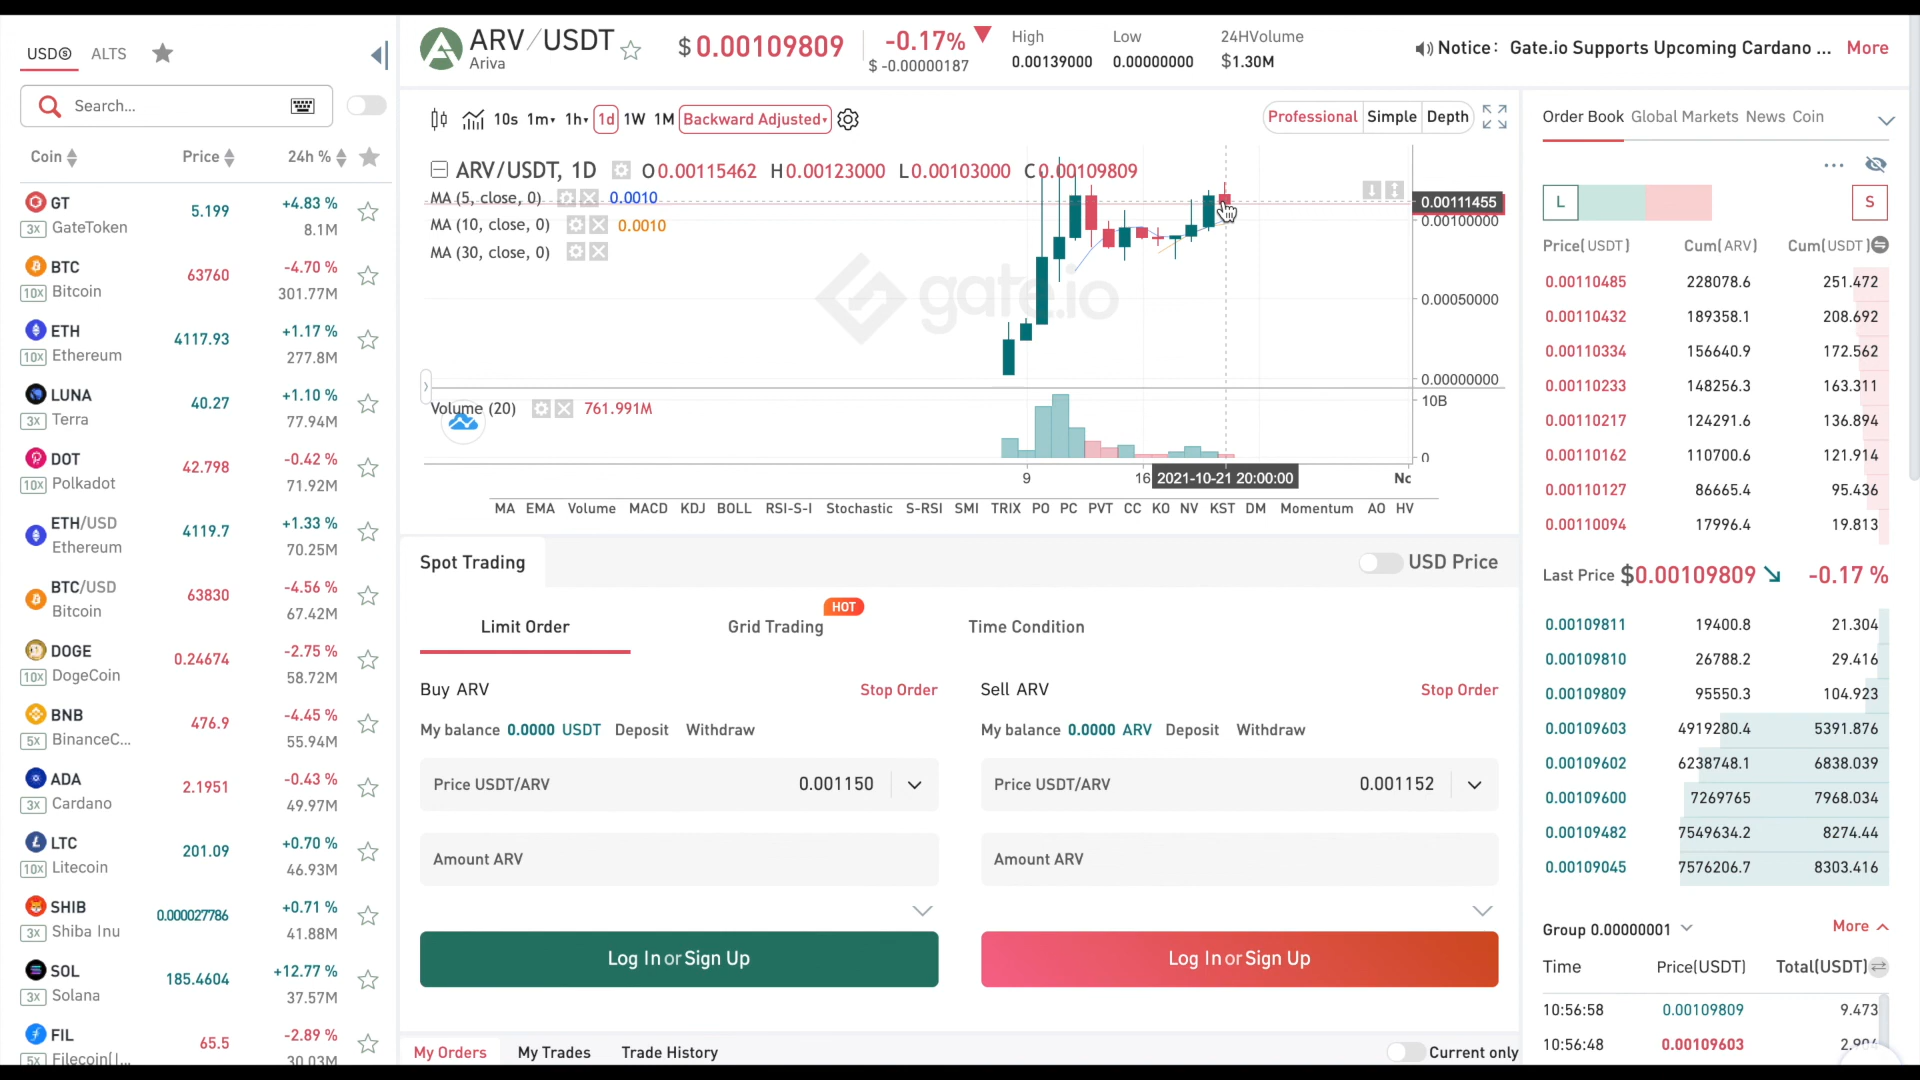 USDⓈ ALTS
Search...
Coin Price 24h %
GT 5.199 +4.83 %
3X GateToken 8.1M
BTC 63760 -4.70 %
10X Bitcoin 301.77M
ETH 4117.93 +1.17 %
10X Ethereum 277.8M
LUNA 40.27 +1.10 %
3X Terra 77.94M
DOT 42.798 -0.42 %
10X Polkadot 71.92M
ETH/USD 4119.7 +1.33 %
Ethereum 70.25M
BTC/USD 63830 -4.56 %
Bitcoin 67.42M
DOGE 0.24674 -2.75 %
10X DogeCoin 58.72M
BNB 476.9 -4.45 %
5X BinanceC... 55.94M
ADA 2.1951 -0.43 %
3X Cardano 49.97M
LTC 201.09 +0.70 %
10X Litecoin 46.93M
SHIB 0.000027786 +0.71 %
3X Shiba Inu 41.88M
SOL 185.4604 +12.77 %
3X Solana 37.57M
FIL 65.5 -2.89 %
5X Filecoin(I... 30.03M
ARV/USDT
Ariva
$0.00109809
-0.17%
$ -0.00000187
High
0.00139000
Low
0.00000000
24HVolume
$1.30M
Notice: Gate.io Supports Upcoming Cardano ... More
10s 1m 1h 1d 1W 1M Backward Adjusted
Professional Simple Depth
ARV/USDT, 1D O0.00115462 H0.00123000 L0.00103000 C0.00109809
MA (5, close, 0) 0.0010
MA (10, close, 0) 0.0010
MA (30, close, 0)
gate.io
0.00111455
0.00100000
0.00050000
0.00000000
Volume (20) 761.991M
10B
0
9 16 2021-10-21 20:00:00 Nc
MA EMA Volume MACD KDJ BOLL RSI-S-I Stochastic S-RSI SMI TRIX PO PC PVT CC KO NV KST DM Momentum AO HV
Spot Trading USD Price
HOT
Limit Order Grid Trading Time Condition
Buy ARV Stop Order
My balance 0.0000 USDT Deposit Withdraw
Price USDT/ARV 0.001150
Amount ARV
Log In or Sign Up
Sell ARV Stop Order
My balance 0.0000 ARV Deposit Withdraw
Price USDT/ARV 0.001152
Amount ARV
Log In or Sign Up
My Orders My Trades Trade History Current only
Order Book Global Markets News Coin
L S
Price(USDT) Cum(ARV) Cum(USDT)
0.00110485 228078.6 251.472
0.00110432 189358.1 208.692
0.00110334 156640.9 172.562
0.00110233 148256.3 163.311
0.00110217 124291.6 136.894
0.00110162 110700.6 121.914
0.00110127 86665.4 95.436
0.00110094 17996.4 19.813
Last Price $0.00109809 -0.17 %
0.00109811 19400.8 21.304
0.00109810 26788.2 29.416
0.00109809 95550.3 104.923
0.00109603 4919280.4 5391.876
0.00109602 6238748.1 6838.039
0.00109600 7269765 7968.034
0.00109482 7549634.2 8274.44
0.00109045 7576206.7 8303.416
Group 0.00000001 More
Time Price(USDT) Total(USDT)
10:56:58 0.00109809 9.473
10:56:48 0.00109603